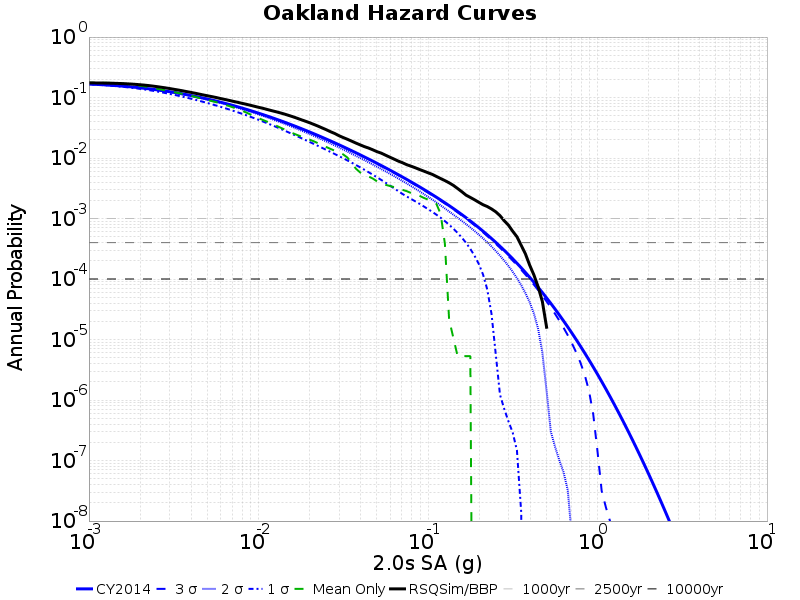 Oakland Hazard Curves
10^0
10^-1
10^-2
10^-3
10^-4
10^-5
10^-6
10^-7
10^-8
Annual Probability
10^-3 10^-2 10^-1 10^0 10^1
2.0s SA (g)
CY2014 3 σ 2 σ 1 σ Mean Only RSQSim/BBP 1000yr 2500yr 10000yr